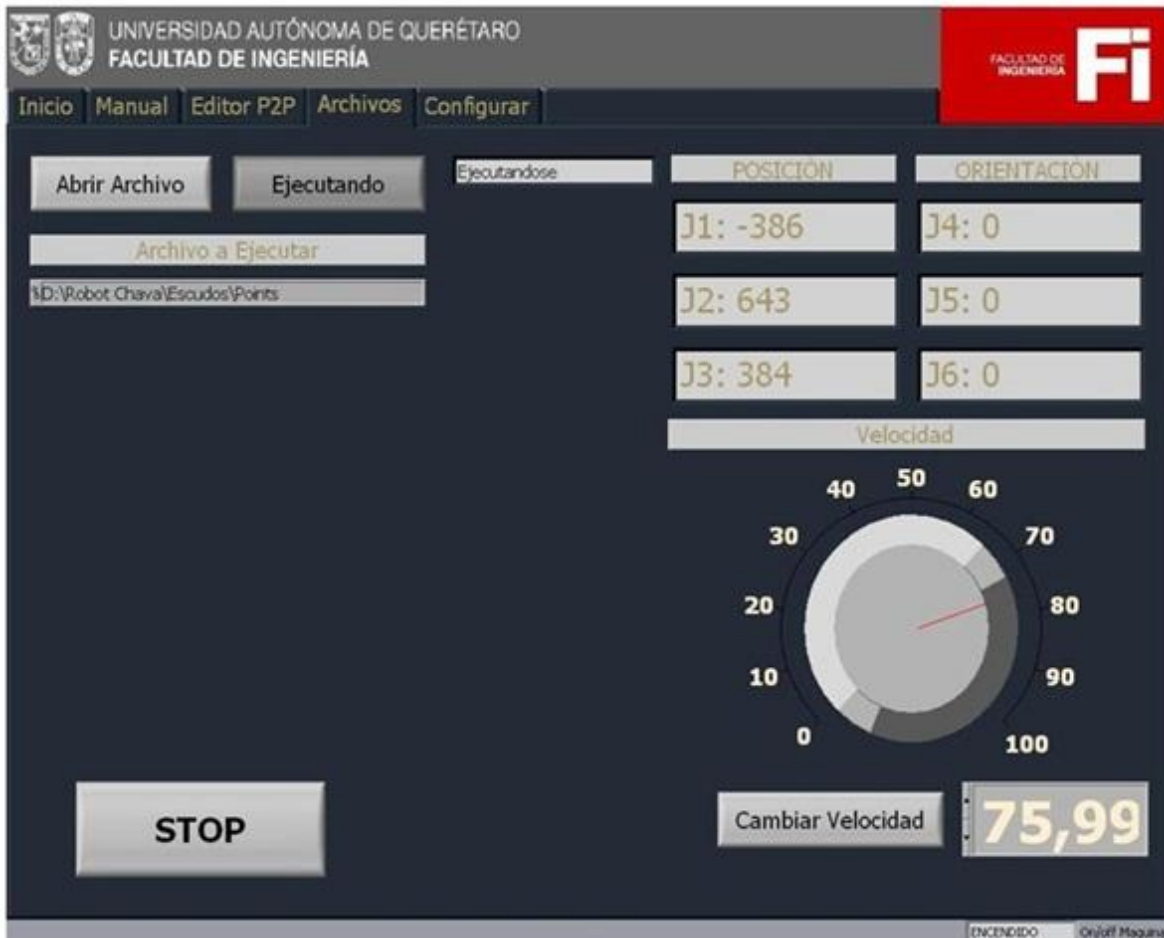 UNIVERSIDAD AUTÓNOMA DE QUERÉTARO
FACULTAD DE INGENIERÍA
FACULTAD DE
INGENIERÍA
Fi
Inicio Manual Editor P2P Archivos Configurar
Abrir Archivo Ejecutando Ejecutandose
Archivo a Ejecutar
D:\Robot Chava\Escudos\Points
POSICIÓN ORIENTACIÓN
J1: -386 J4: 0
J2: 643 J5: 0
J3: 384 J6: 0
Velocidad
0 10 20 30 40 50 60 70 80 90 100
STOP
Cambiar Velocidad 75,99
ENCENDIDO On/off Maquina